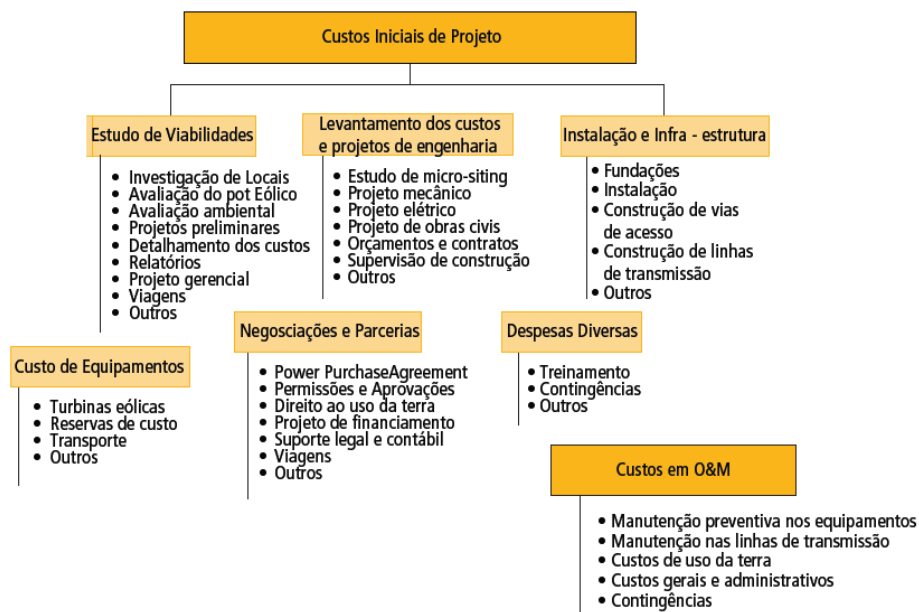 Custos Iniciais de Projeto
Estudo de Viabilidades
• Investigação de Locais
• Avaliação do pot Eólico
• Avaliação ambiental
• Projetos preliminares
• Detalhamento dos custos
• Relatórios
• Projeto gerencial
• Viagens
• Outros
Levantamento dos custos
e projetos de engenharia
• Estudo de micro-siting
• Projeto mecânico
• Projeto elétrico
• Projeto de obras civis
• Orçamentos e contratos
• Supervisão de construção
• Outros
Instalação e Infra - estrutura
• Fundações
• Instalação
• Construção de vias
de acesso
• Construção de linhas
de transmissão
• Outros
Custo de Equipamentos
• Turbinas eólicas
• Reservas de custo
• Transporte
• Outros
Negosciações e Parcerias
• Power PurchaseAgreement
• Permissões e Aprovações
• Direito ao uso da terra
• Projeto de financiamento
• Suporte legal e contábil
• Viagens
• Outros
Despesas Diversas
• Treinamento
• Contingências
• Outros
Custos em O&M
• Manutenção preventiva nos equipamentos
• Manutenção nas linhas de transmissão
• Custos de uso da terra
• Custos gerais e administrativos
• Contingências